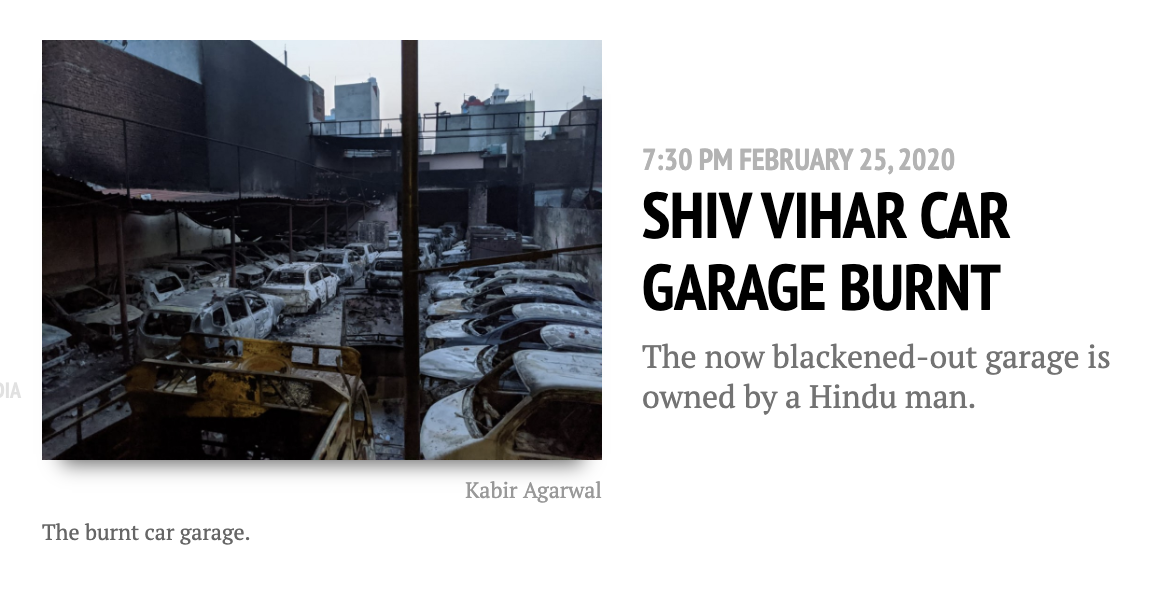 7:30 PM FEBRUARY 25, 2020
SHIV VIHAR CAR
GARAGE BURNT
The now blackened-out garage is
owned by a Hindu man.
DIA
Kabir Agarwal
The burnt car garage.